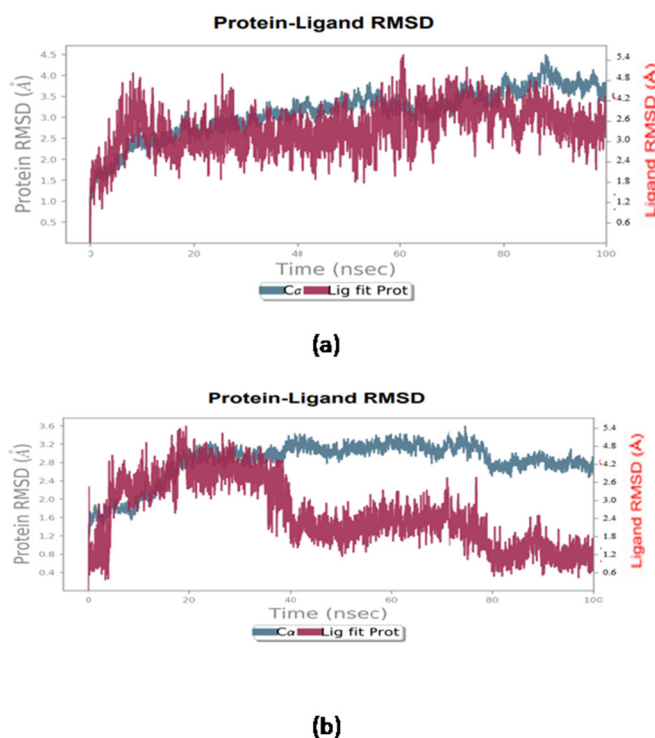 Protein-Ligand RMSD
Protein RMSD (Å)
4.5
4.0
3.5
3.0
2.5
2.0
1.5
1.0
0.5
5.4
4.8
4.2
3.6
3.0
2.4
1.8
1.2
0.6
Ligand RMSD (Å)
0 20 40 60 80 100
Time (nsec)
Cα Lig fit Prot
(a)
Protein-Ligand RMSD
Protein RMSD (Å)
3.6
3.2
2.8
2.4
2.0
1.6
1.2
0.8
0.4
5.4
4.8
4.2
3.6
3.0
2.4
1.8
1.2
0.6
Ligand RMSD (Å)
0 20 40 60 80 100
Time (nsec)
Cα Lig fit Prot
(b)